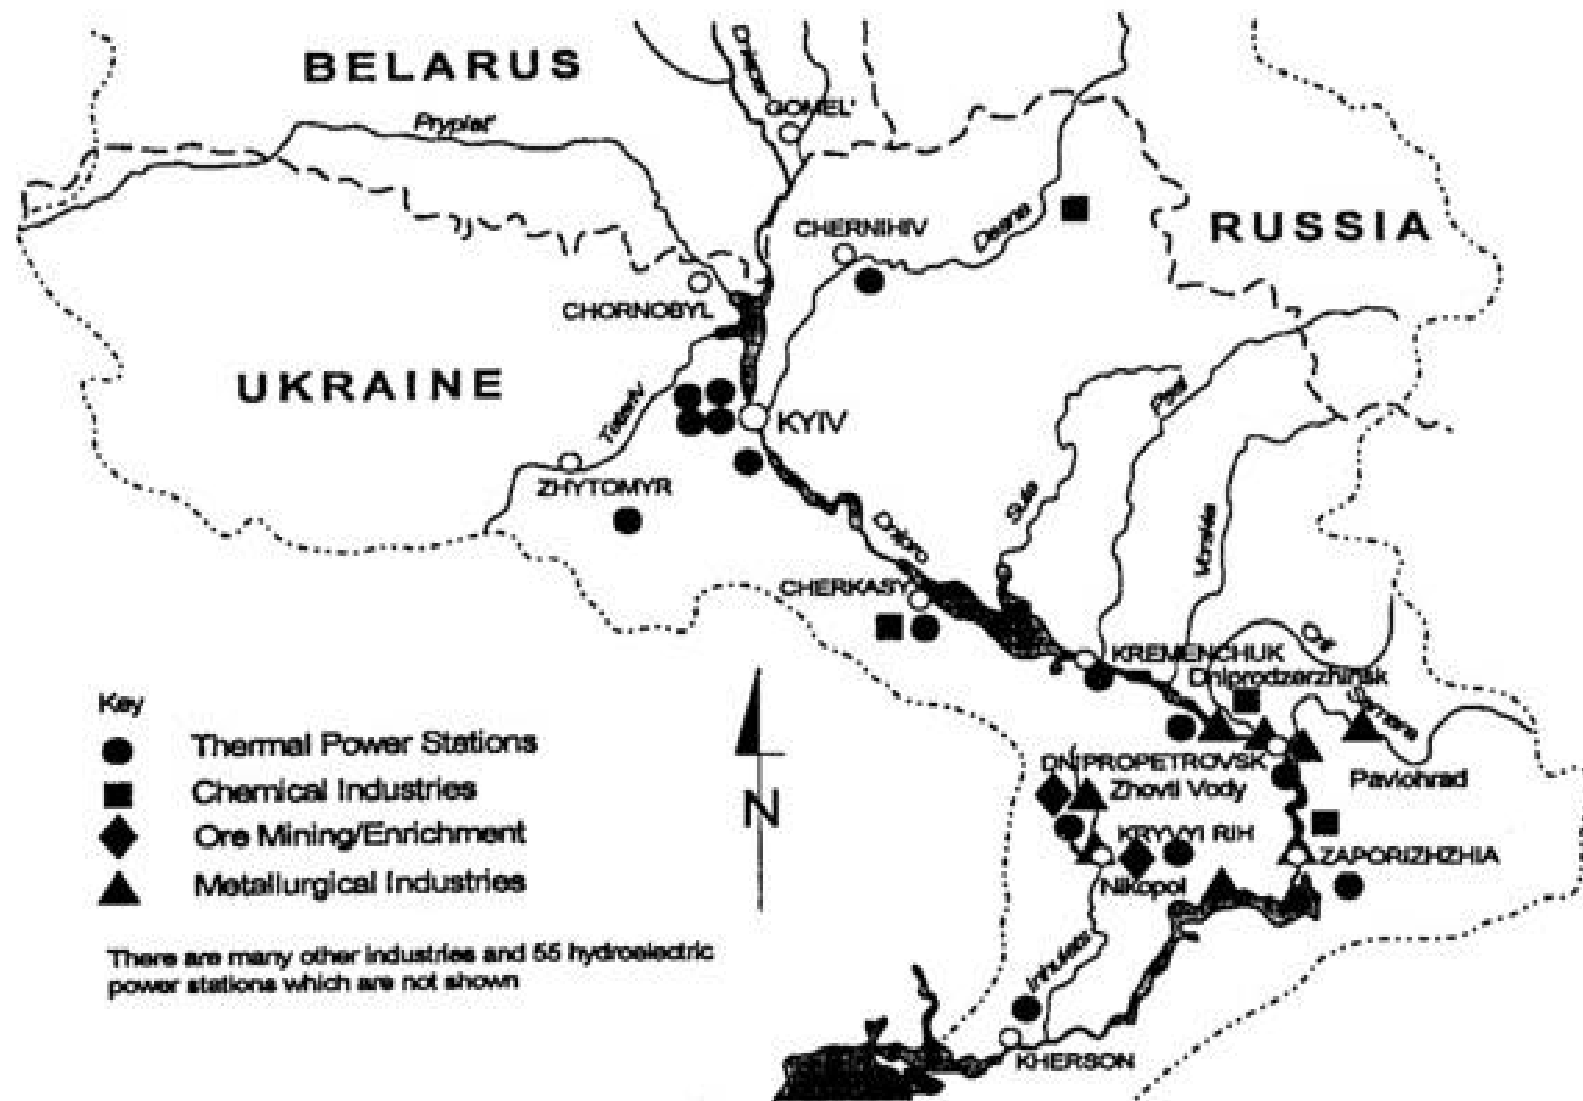 BELARUS
GOMEL'
Pryplat'
CHERNIHIV
Desna
RUSSIA
CHORNOBYL
UKRAINE
Teteriv
KYIV
Psiol
ZHYTOMYR
Sula
Vorskla
Dnipro
CHERKASY
Oril
KREMENCHUK
Dniprodzerzhinsk
Samara
Key
Thermal Power Stations
DNIPROPETROVSK
Pavlohrad
Chemical Industries
Zhovti Vody
N
Ore Mining/Enrichment
KRYVYI RIH
ZAPORIZHZHIA
Metallurgical Industries
Nikopol
There are many other industries and 55 hydroelectric
power stations which are not shown
Inhulets
KHERSON